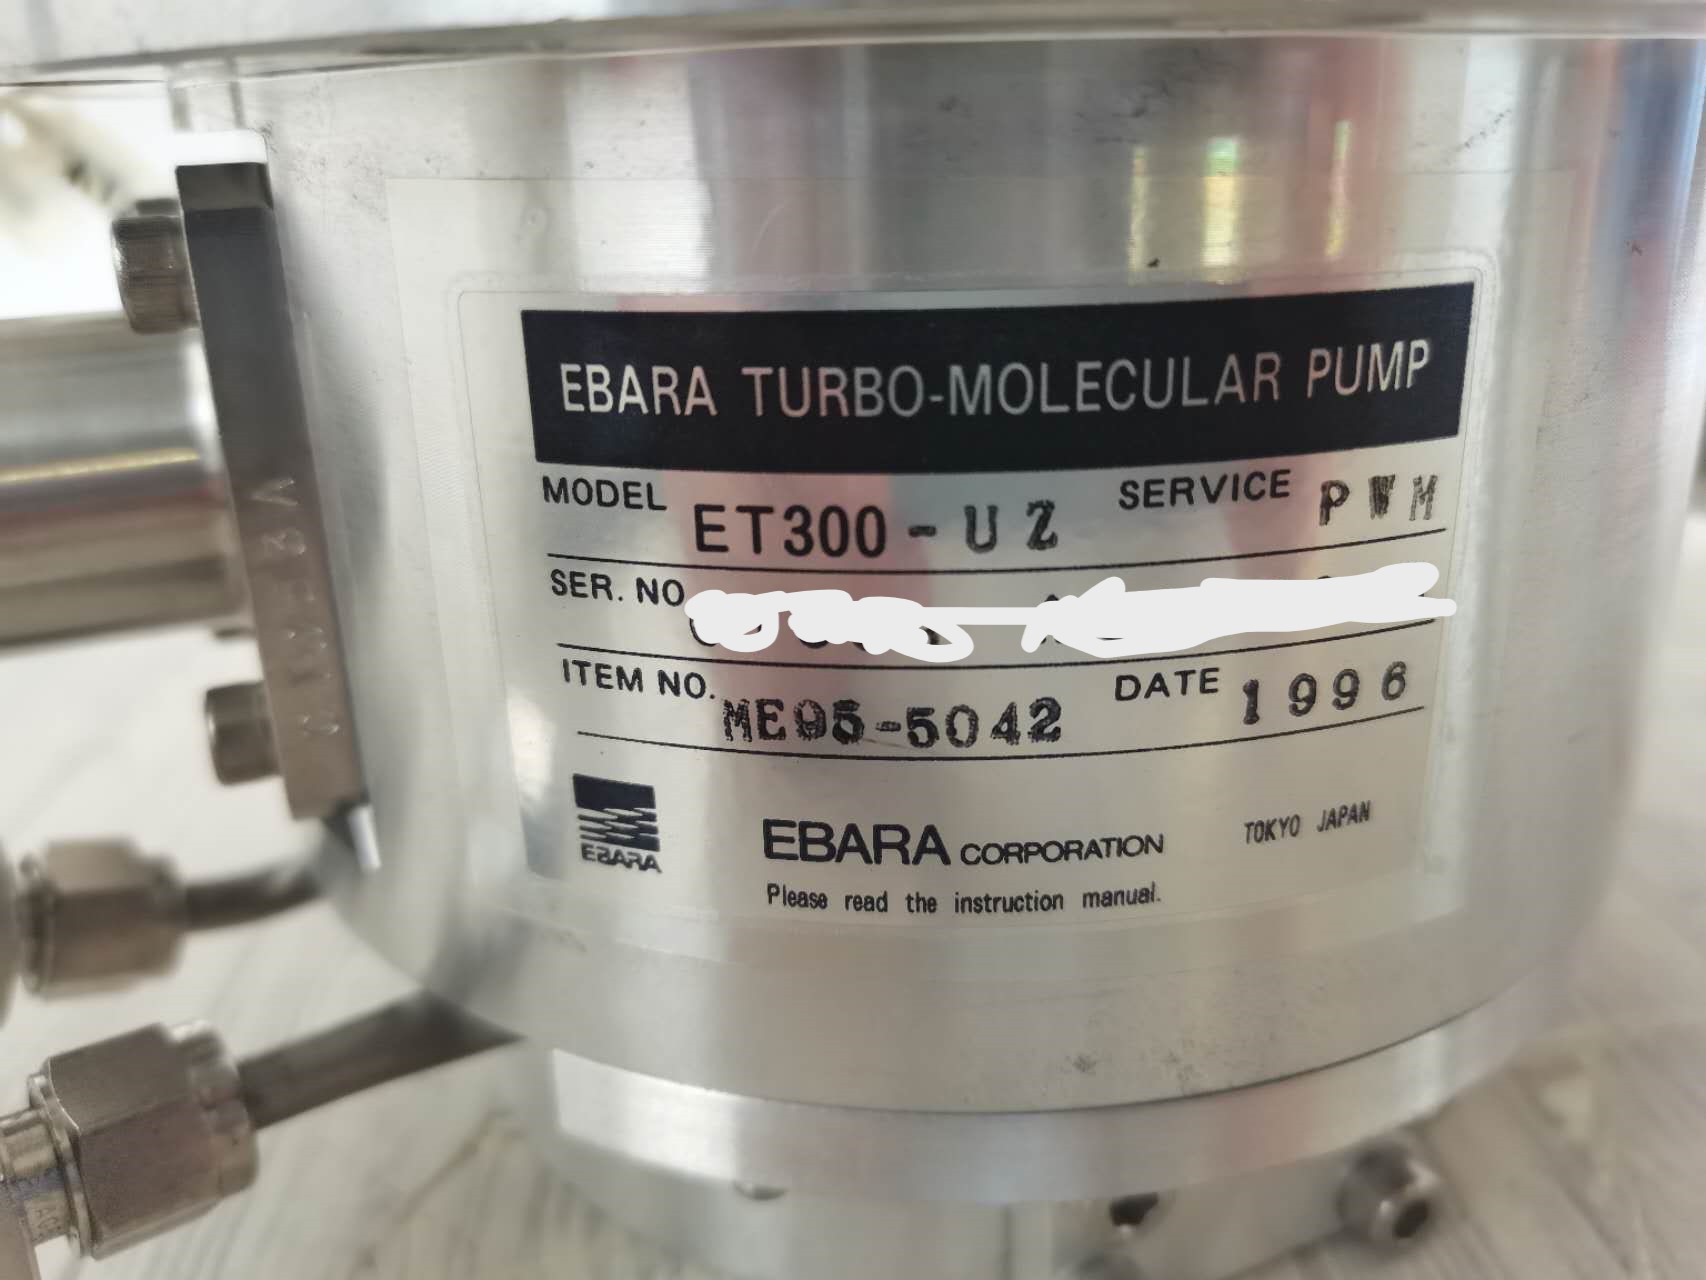 EBARA TURBO-MOLECULAR PUMP
MODEL ET300-UZ SERVICE PWM
SER. NO
ITEM NO. ME95-5042 DATE 1996
EBARA
EBARA CORPORATION TOKYO JAPAN
Please read the instruction manual.